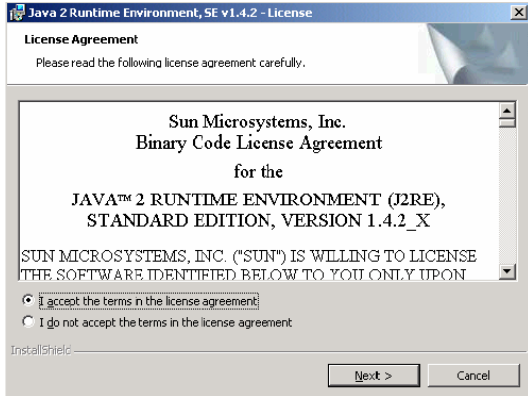 Java 2 Runtime Environment, SE v1.4.2 - License
License Agreement
Please read the following license agreement carefully.
Sun Microsystems, Inc.
Binary Code License Agreement
for the
JAVA™ 2 RUNTIME ENVIRONMENT (J2RE),
STANDARD EDITION, VERSION 1.4.2_X
SUN MICROSYSTEMS, INC. ("SUN") IS WILLING TO LICENSE
THE SOFTWARE IDENTIFIED BELOW TO YOU ONLY UPON
I accept the terms in the license agreement
I do not accept the terms in the license agreement
InstallShield
Next >
Cancel